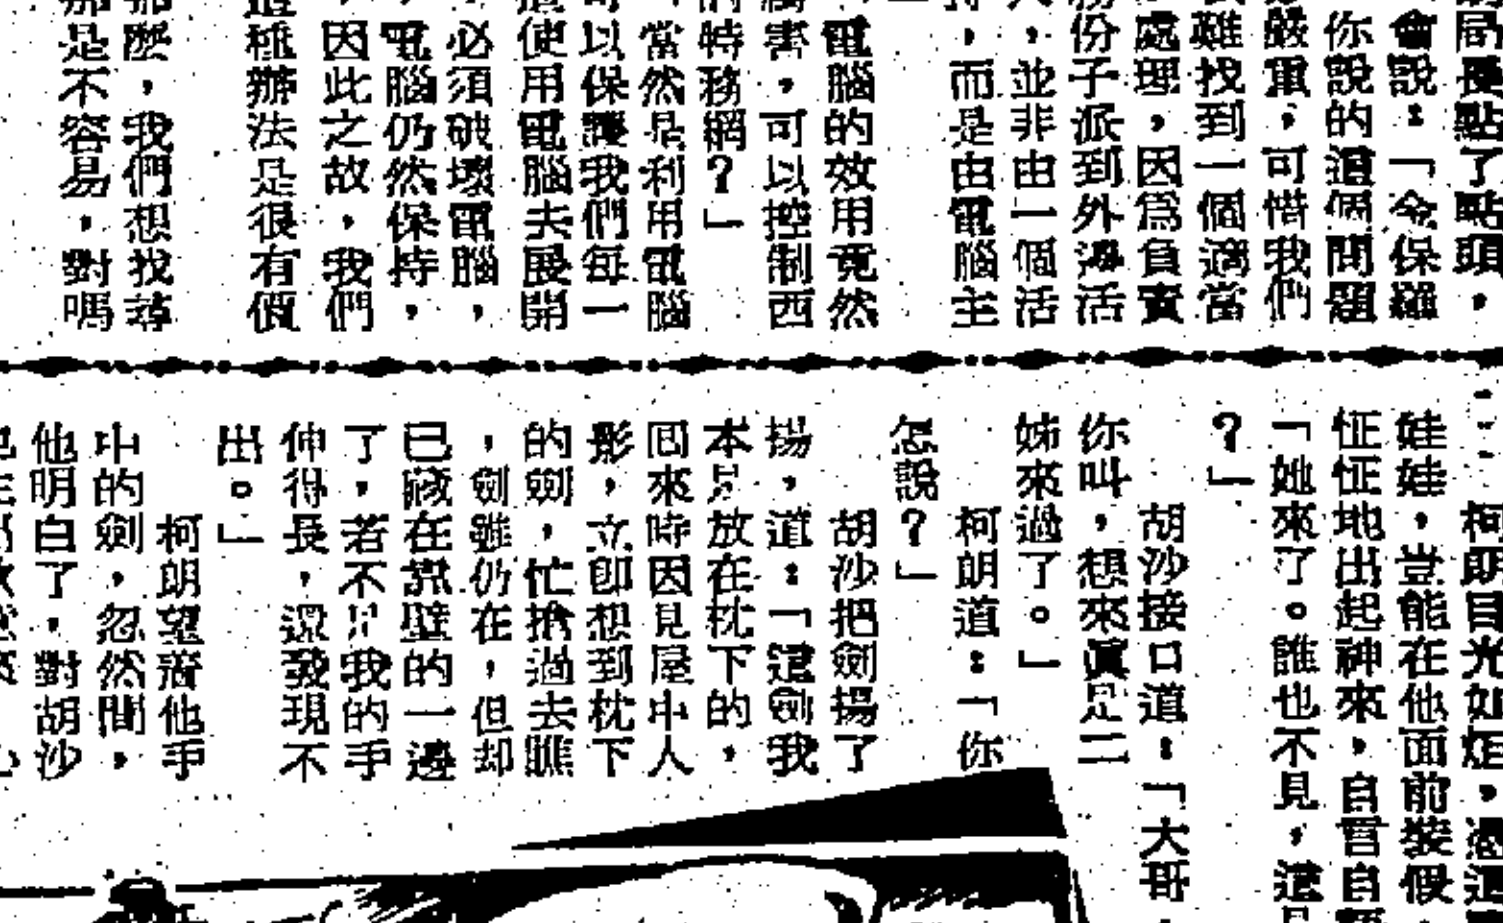 局長點了點頭，
會說：「令保羅
你說的這個問題
嚴重，可惜我們
難找到一個適當
處理，因為負責
務份子派到外邊活
，並非由一個活
，而是由電腦主
電腦的效用竟然
害，可以控制西
的特務網？」
當然是利用電腦
可以保護我們每一
使用電腦去展開
必須破壞電腦，
電腦仍然保持，
因此之故，我們
這種辦法是很有價
那麼，我們想找尋
那是不容易，對嗎
柯朗目光如炬，憑這
娃娃，豈能在他面前裝假，
怔怔地出起神來，自言自
「她來了。誰也不見，這是
？」
胡沙接口道：「大哥，
你叫，想來真是二
姊來過了。」
柯朗道：「你
怎說？」
胡沙把劍揚了
揚，道：「這劍我
本是放在枕下的，
回來時因見屋中人
影，立即想到枕下
的劍，忙搶過去瞧
，劍雖仍在，但却
已藏在靠壁的一邊
了，若不是我的手
伸得長，還發現不
出。」
柯朗望着他手
中的劍，忽然間，
他明白了，對胡沙